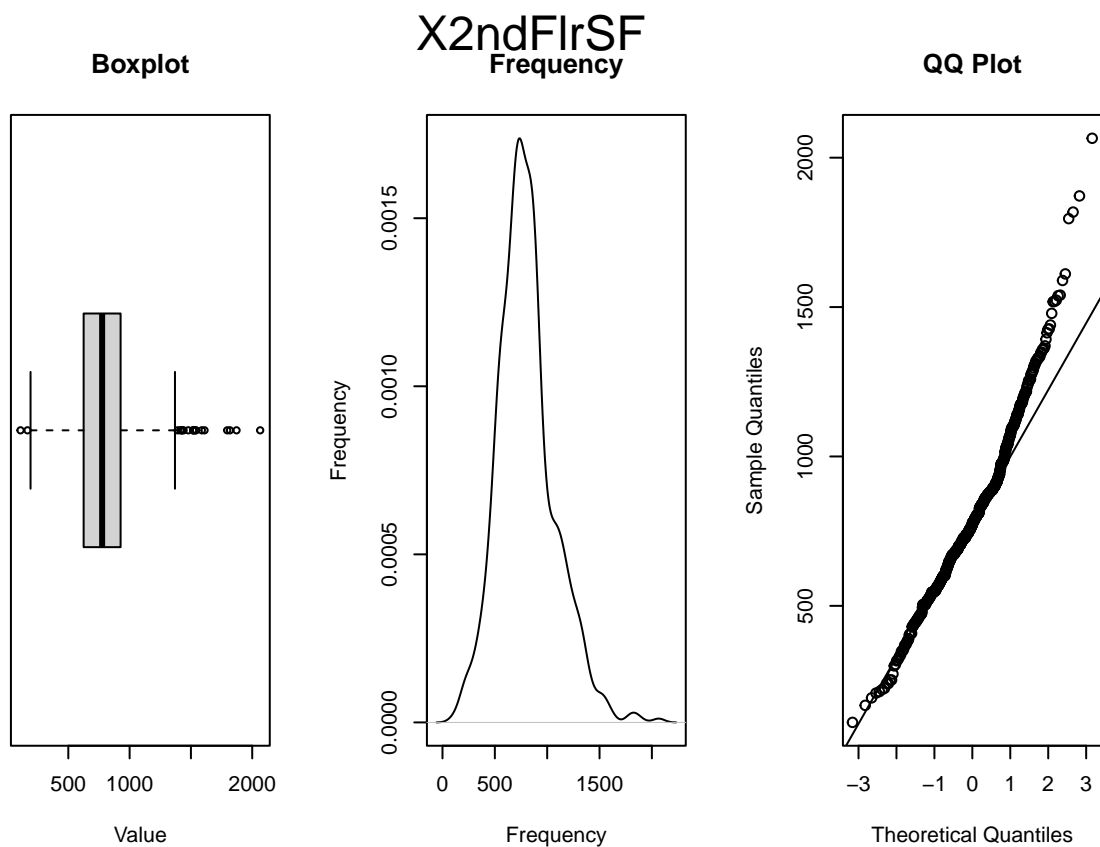 X2ndFlrSF
Boxplot
500 1000 2000
Value
Frequency
0.0000 0.0005 0.0010 0.0015
Frequency
0 500 1500
Frequency
QQ Plot
500 1000 1500 2000
Sample Quantiles
−3 −1 0 1 2 3
Theoretical Quantiles